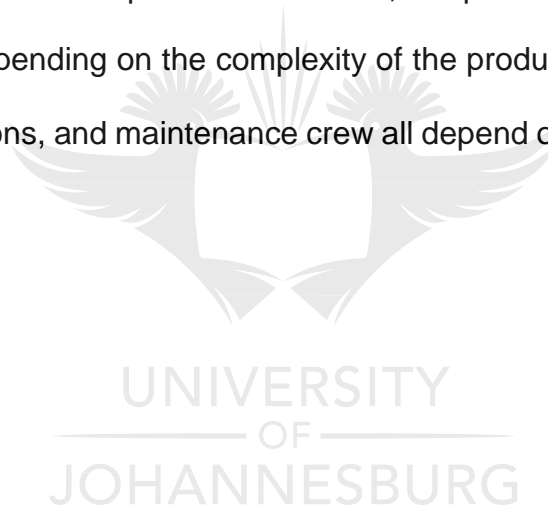 pending on the complexity of the produ
ons, and maintenance crew all depend o
UNIVERSITY
OF
JOHANNESBURG